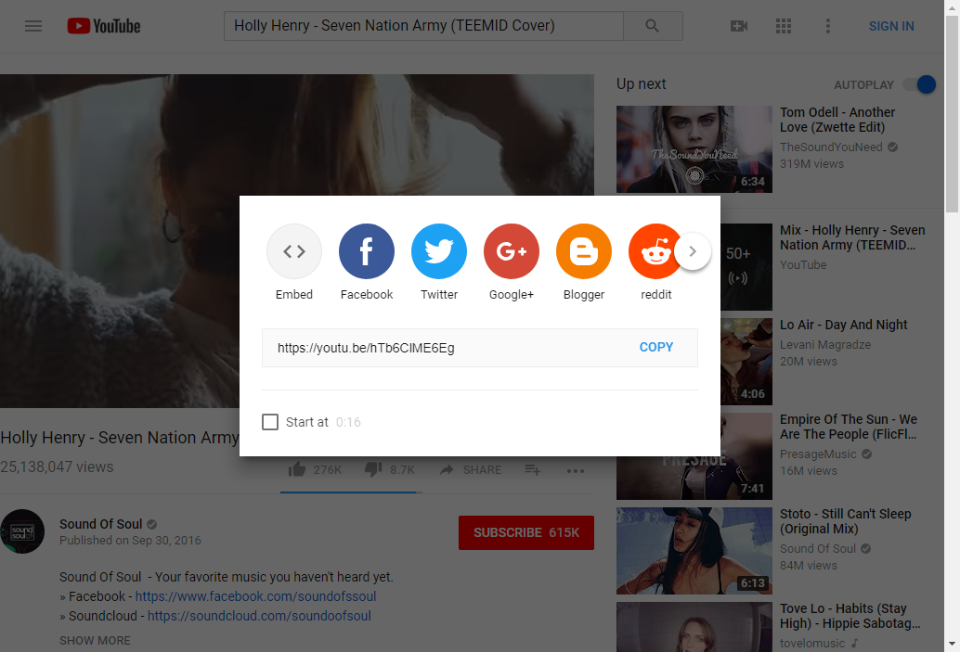 YouTube
Holly Henry - Seven Nation Army (TEEMID Cover)
SIGN IN
Up next
AUTOPLAY
TheSoundYouNeed
6:34
Tom Odell - Another
Love (Zwette Edit)
TheSoundYouNeed
319M views
50+
Mix - Holly Henry - Seven
Nation Army (TEEMID...
YouTube
4:06
Lo Air - Day And Night
Levani Magradze
20M views
PRESAGE
7:41
Empire Of The Sun - We
Are The People (FlicFl...
PresageMusic
16M views
6:13
Stoto - Still Can't Sleep
(Original Mix)
Sound Of Soul
84M views
Tove Lo - Habits (Stay
High) - Hippie Sabotag...
tovelomusic
Embed
Facebook
Twitter
Google+
Blogger
reddit
https://youtu.be/hTb6ClME6Eg
COPY
Start at 0:16
Holly Henry - Seven Nation Army
25,138,047 views
276K
8.7K
SHARE
sound
soul
Sound Of Soul
Published on Sep 30, 2016
SUBSCRIBE 615K
Sound Of Soul - Your favorite music you haven't heard yet.
» Facebook - https://www.facebook.com/soundofssoul
» Soundcloud - https://soundcloud.com/soundoofsoul
SHOW MORE